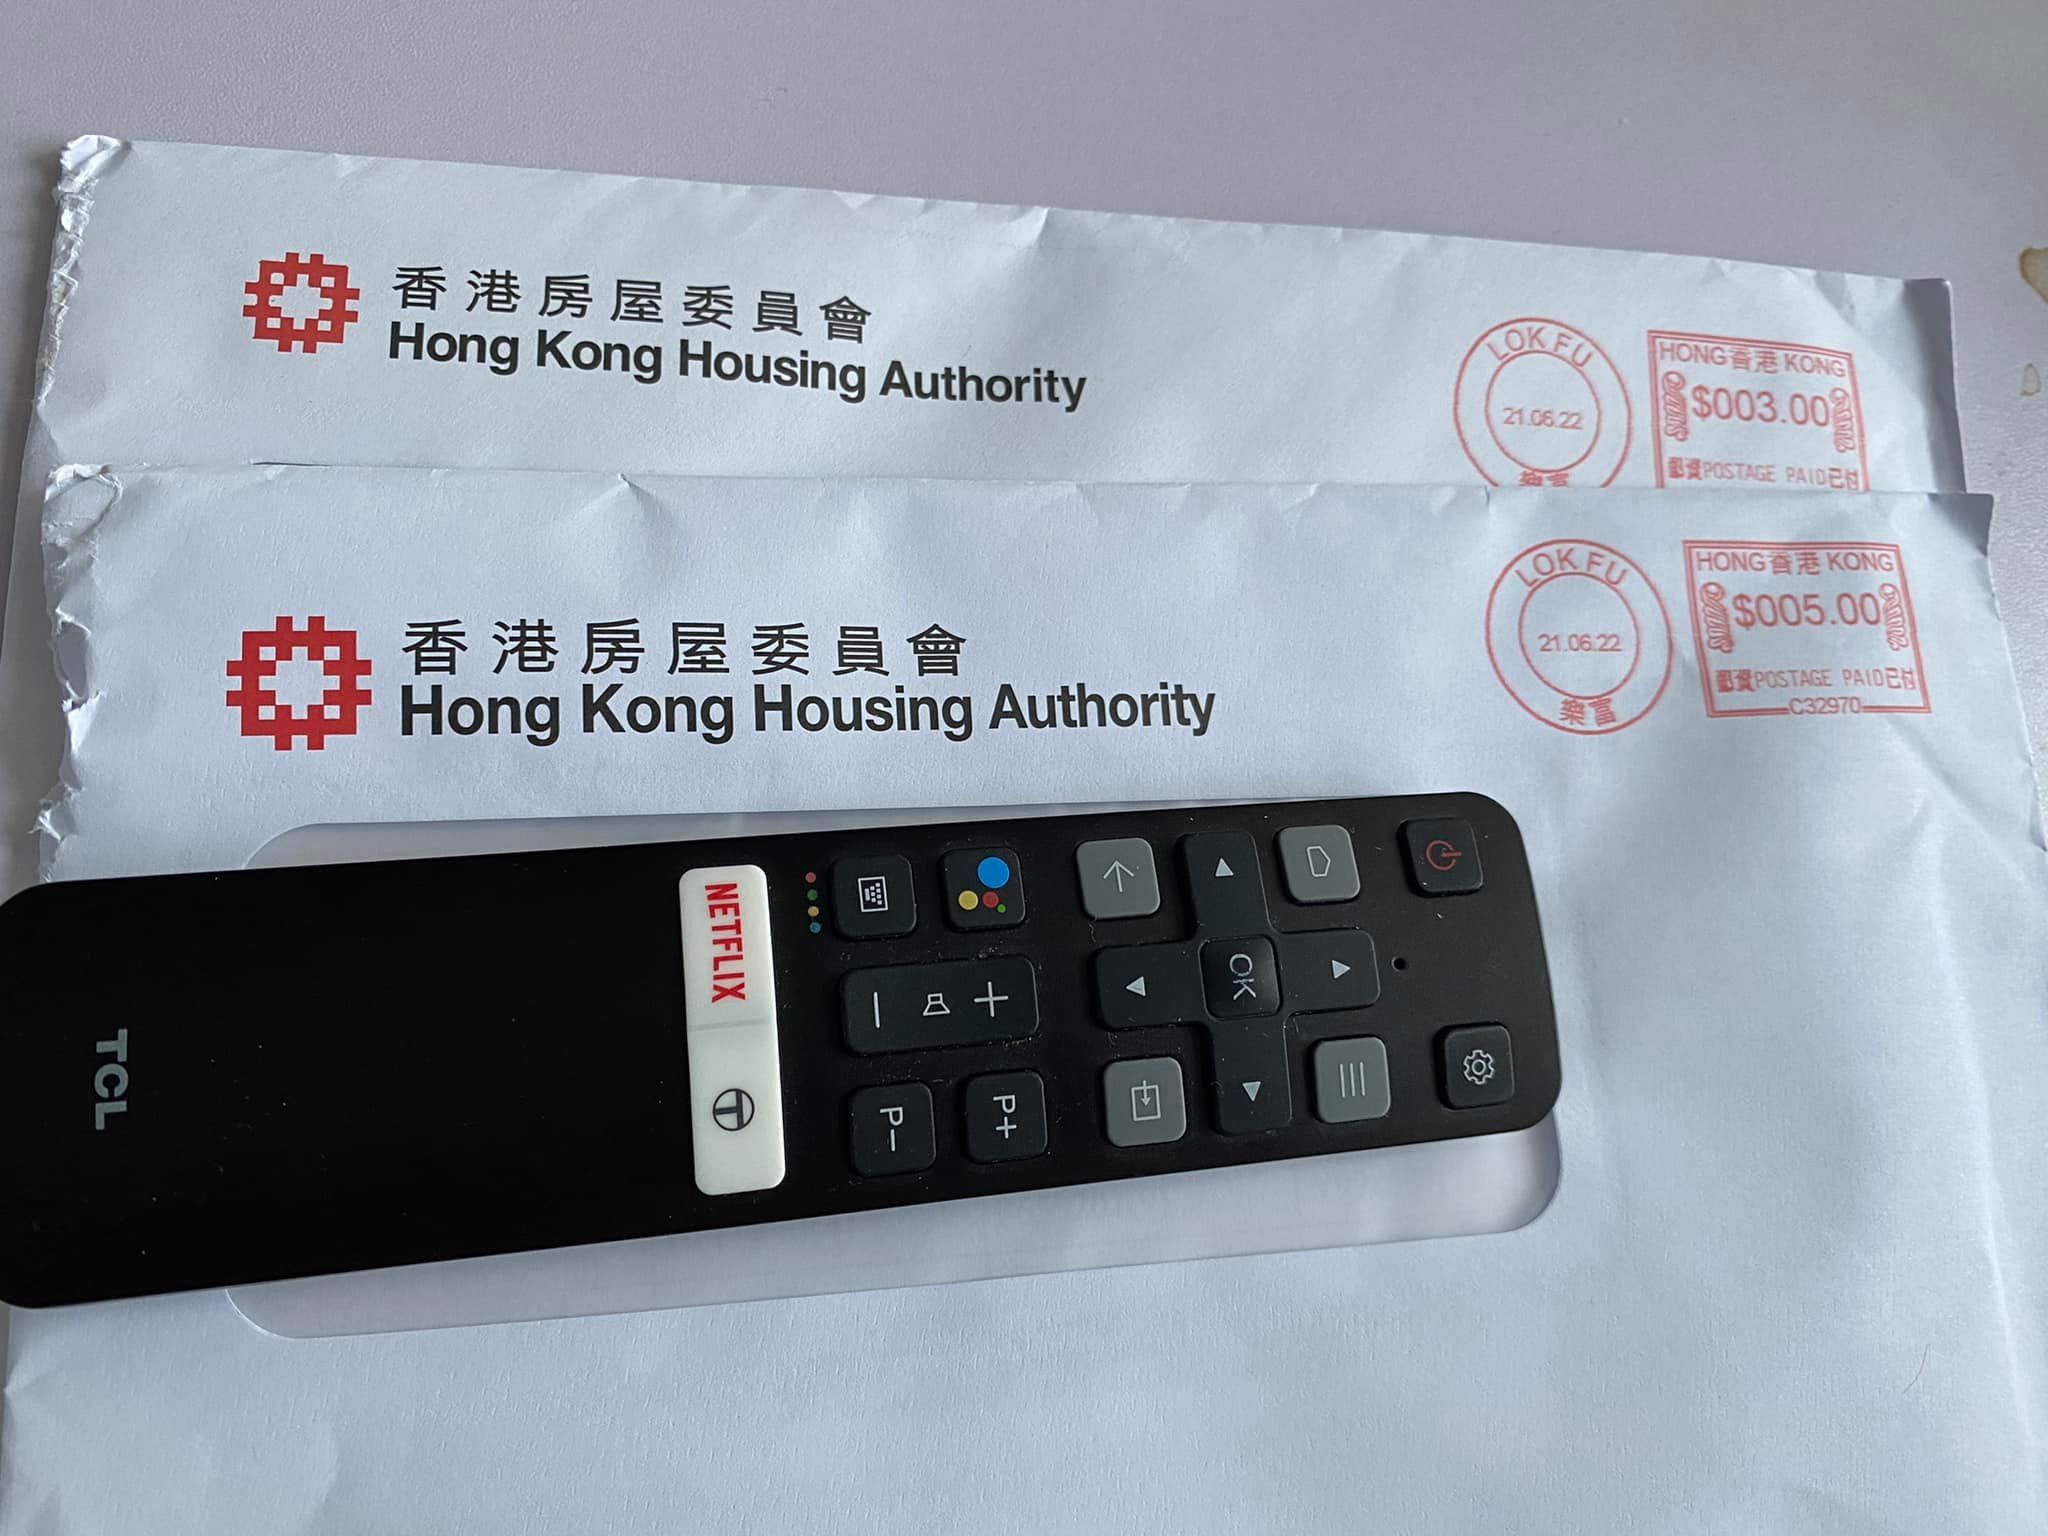 香港房屋委員會
Hong Kong Housing Authority
LOK FU
21.06.22
樂富
HONG香港KONG
$003.00
郵資POSTAGE PAID已付
香港房屋委員會
Hong Kong Housing Authority
LOK FU
21.06.22
樂富
HONG香港KONG
$005.00
郵資POSTAGE PAID已付
C32970
NETFLIX
OK
P-
P+
TCL